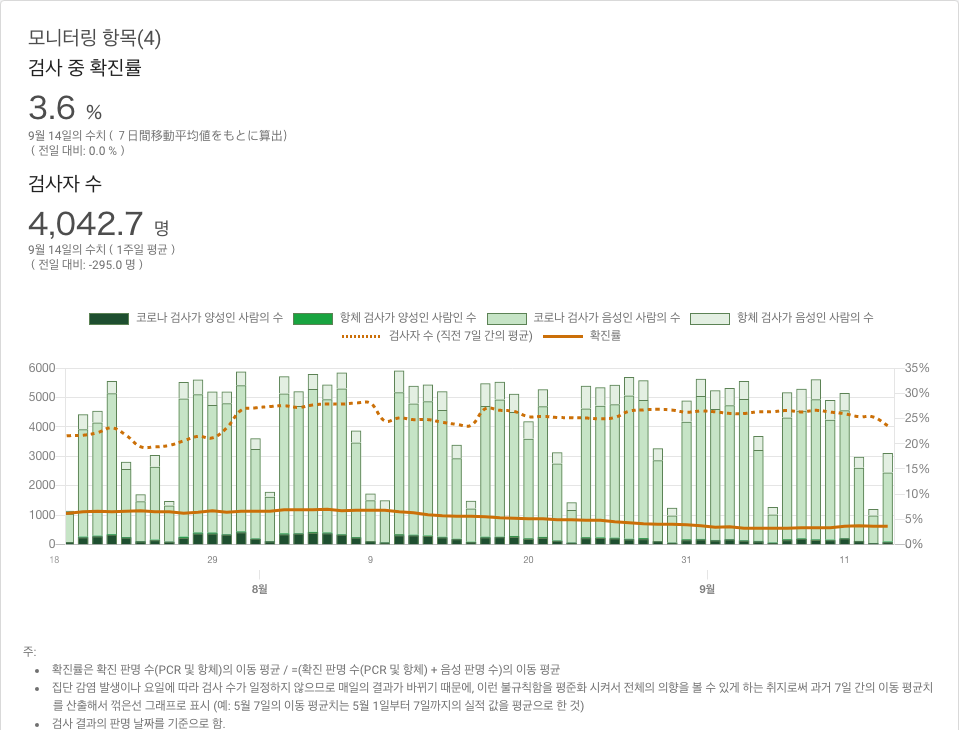 모니터링 항목(4)
검사 중 확진률
3.6 %
9월 14일의 수치 ( 7日間移動平均値をもとに算出)
( 전일 대비: 0.0 % )
검사자 수
4,042.7 명
9월 14일의 수치 ( 1주일 평균 )
( 전일 대비: -295.0 명 )
코로나 검사가 양성인 사람의 수 항체 검사가 양성인 사람인 수 코로나 검사가 음성인 사람의 수 항체 검사가 음성인 사람의 수
검사자 수 (직전 7일 간의 평균) 확진률
6000 35%
5000 30%
4000 25%
20%
3000 15%
2000 10%
1000 5%
0 0%
18 29 9 20 31 11
8월 9월
주:
• 확진률은 확진 판명 수(PCR 및 항체)의 이동 평균 / =(확진 판명 수(PCR 및 항체) + 음성 판명 수)의 이동 평균
• 집단 감염 발생이나 요일에 따라 검사 수가 일정하지 않으므로 매일의 결과가 바뀌기 때문에, 이런 불규칙함을 평준화 시켜서 전체의 의향을 볼 수 있게 하는 취지로써 과거 7일 간의 이동 평균치
를 산출해서 꺾은선 그래프로 표시 (예: 5월 7일의 이동 평균치는 5월 1일부터 7일까지의 실적 값을 평균으로 한 것)
• 검사 결과의 판명 날짜를 기준으로 함.